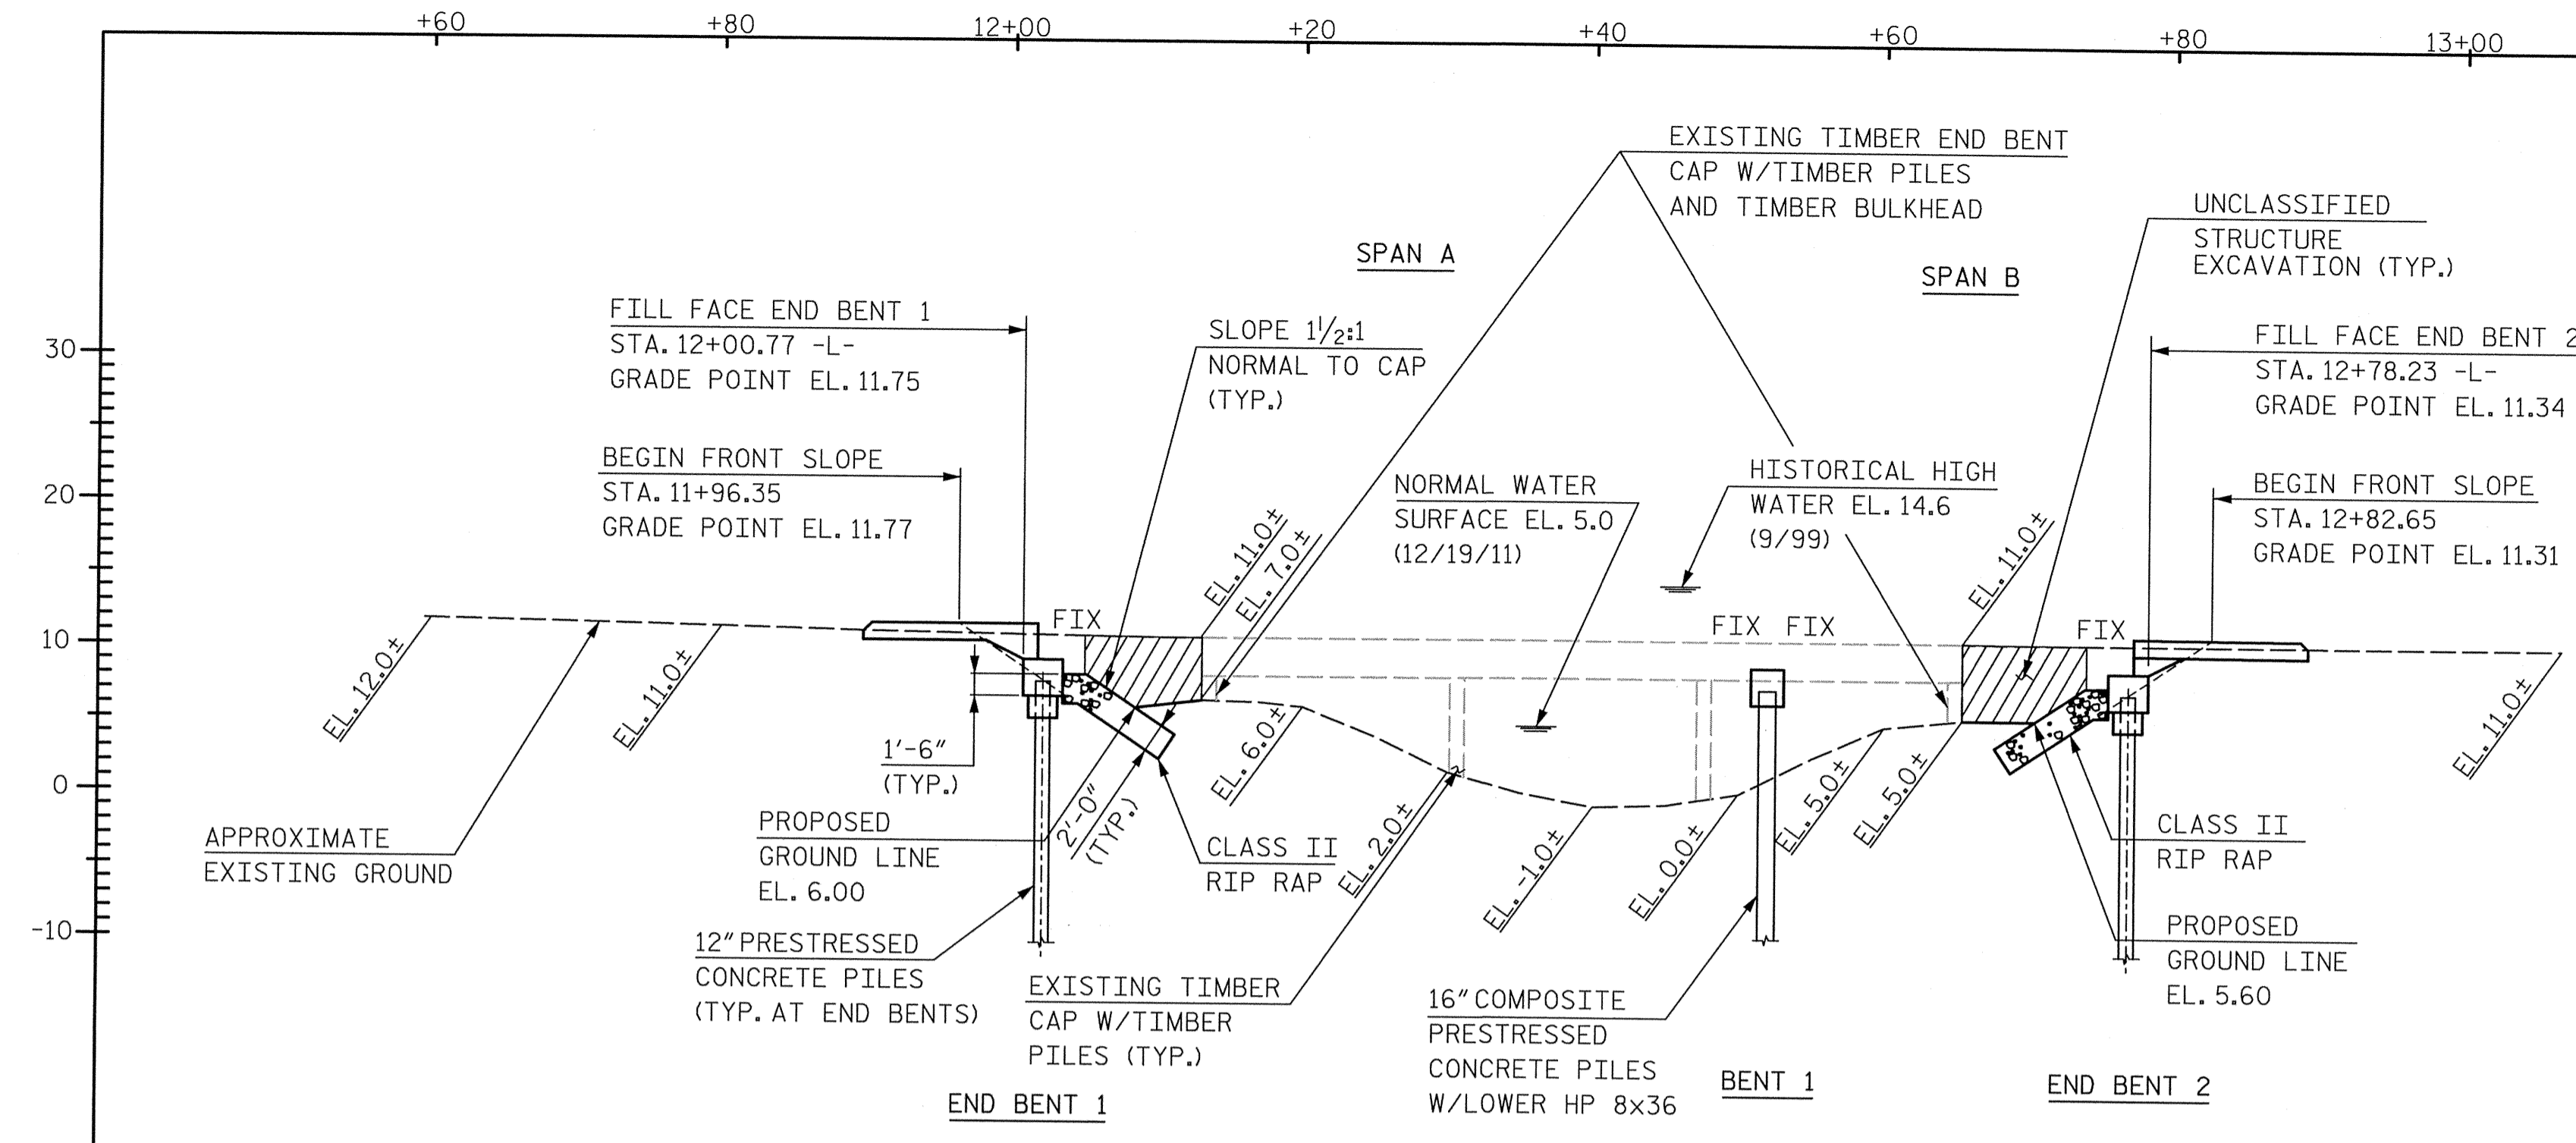 +60
+80
12+00
+20
+40
+60
+80
13+00
EXISTING TIMBER END BENT
CAP W/TIMBER PILES
AND TIMBER BULKHEAD
UNCLASSIFIED
STRUCTURE
EXCAVATION (TYP.)
SPAN A
SPAN B
FILL FACE END BENT 1
STA. 12+00.77 -L-
GRADE POINT EL. 11.75
SLOPE 1½:1
NORMAL TO CAP
(TYP.)
FILL FACE END BENT 2
STA. 12+78.23 -L-
GRADE POINT EL. 11.34
30
20
10
0
-10
BEGIN FRONT SLOPE
STA. 11+96.35
GRADE POINT EL. 11.77
NORMAL WATER
SURFACE EL. 5.0
(12/19/11)
HISTORICAL HIGH
WATER EL. 14.6
(9/99)
BEGIN FRONT SLOPE
STA. 12+82.65
GRADE POINT EL. 11.31
EL. 11.0±
EL. 7.0±
EL. 11.0±
FIX
FIX FIX
FIX
EL. 12.0±
EL. 11.0±
EL. 6.0±
EL. 2.0±
EL. -1.0±
EL. 0.0±
EL. 5.0±
EL. 5.0±
EL. 11.0±
1'-6"
(TYP.)
2'-0"
(TYP.)
APPROXIMATE
EXISTING GROUND
PROPOSED
GROUND LINE
EL. 6.00
CLASS II
RIP RAP
CLASS II
RIP RAP
12" PRESTRESSED
CONCRETE PILES
(TYP. AT END BENTS)
EXISTING TIMBER
CAP W/TIMBER
PILES (TYP.)
16" COMPOSITE
PRESTRESSED
CONCRETE PILES
W/LOWER HP 8x36
PROPOSED
GROUND LINE
EL. 5.60
END BENT 1
BENT 1
END BENT 2